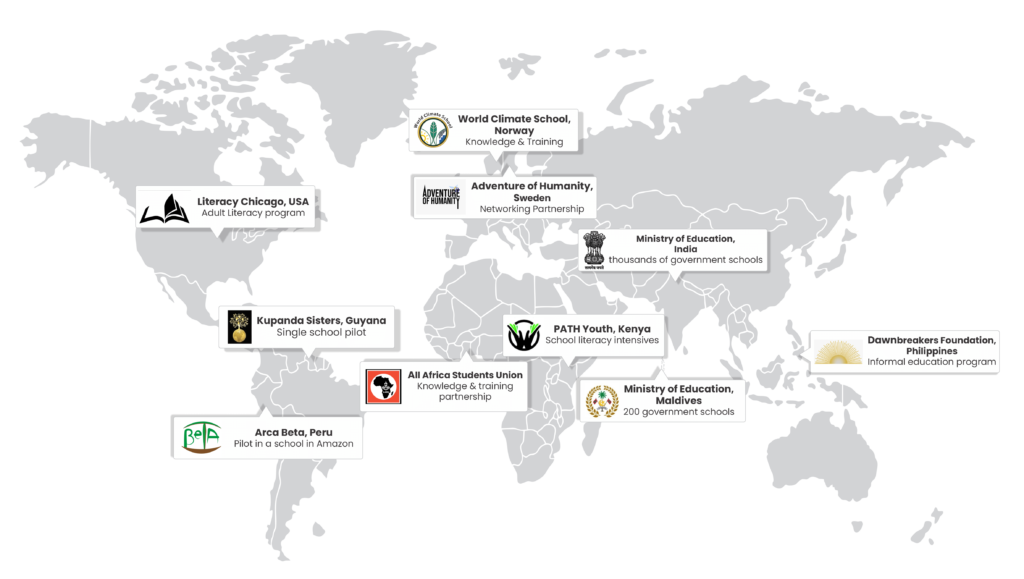 World Climate School
World Climate School,
Norway
Knowledge & Training
ADVENTURE
OF HUMANITY
Adventure of Humanity,
Sweden
Networking Partnership
Literacy Chicago, USA
Adult Literacy program
Ministry of Education,
India
thousands of government schools
Kupanda Sisters, Guyana
Single school pilot
PATH Youth, Kenya
School literacy intensives
Dawnbreakers Foundation,
Philippines
Informal education program
All Africa Students Union
Knowledge & training
partnership
Ministry of Education,
Maldives
200 government schools
BeTA
Arca Beta, Peru
Pilot in a school in Amazon